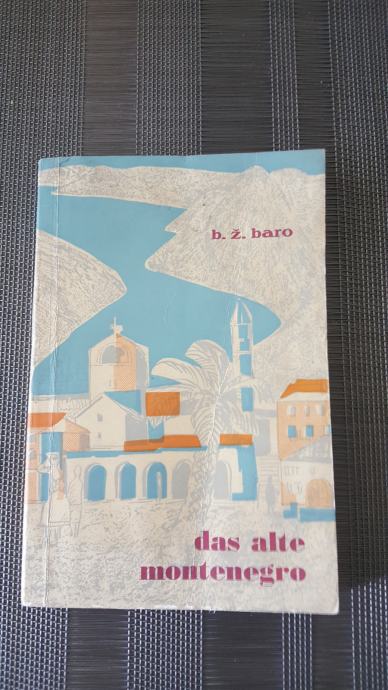 b. ž. baro
das alte
montenegro